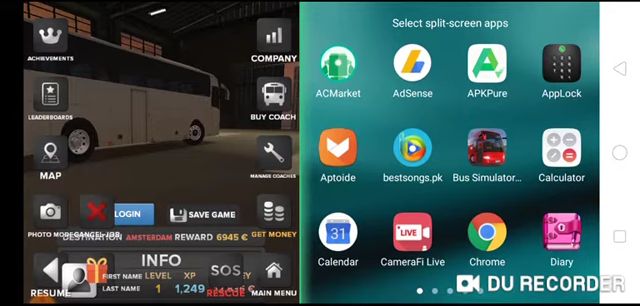 ACHIEVEMENTS
COMPANY
LEADERBOARDS
BUY COACH
MAP
MANAGE COACHES
LOGIN
SAVE GAME
PHOTO MODE
CANCEL JOB
GET MONEY
DESTINATION AMSTERDAM REWARD 6945 €
INFO
FIRST NAME LEVEL XP
SOS
LAST NAME 1 1,249
RESUME
RESCUE
MAIN MENU
Select split-screen apps
ACMarket
AdSense
APKPure
AppLock
Aptoide
bestsongs.pk
Bus Simulator...
Calculator
31
LIVE
Calendar
CameraFi Live
Chrome
Diary
DU RECORDER